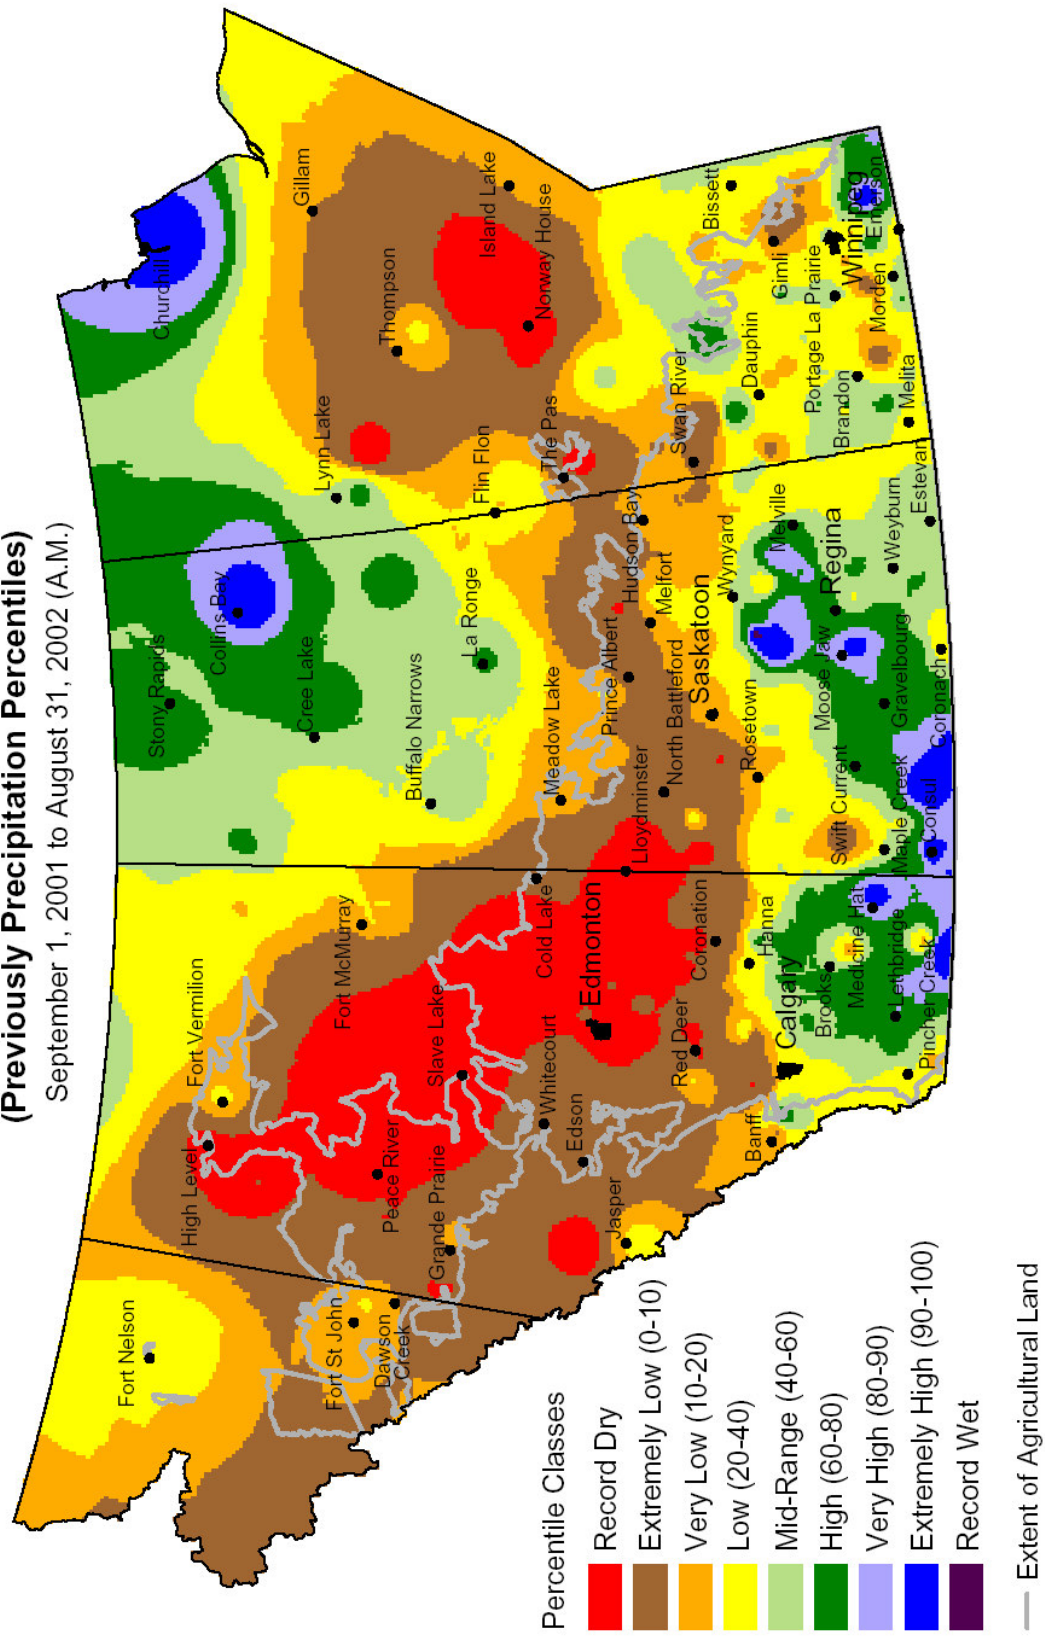 (Previously Precipitation Percentiles)
September 1, 2001 to August 31, 2002 (A.M.)
Fort Nelson
Fort St John
Dawson
Creek
High Level
Fort Vermilion
Peace River
Grande Prairie
Fort McMurray
Slave Lake
Whitecourt
Edson
Jasper
Edmonton
Cold Lake
Red Deer
Coronation
Banff
Calgary
Hanna
Brooks
Medicine Hat
Lethbridge
Pincher Creek
Stony Rapids
Collins Bay
Cree Lake
Buffalo Narrows
La Ronge
Meadow Lake
Lloydminster
Prince Albert
North Battleford
Hudson Bay
Melfort
Saskatoon
Rosetown
Wynyard
Melville
Regina
Moose Jaw
Swift Current
Maple Creek
Consul
Gravelbourg
Coronach
Weyburn
Estevan
Churchill
Gillam
Lynn Lake
Thompson
Island Lake
Norway House
Flin Flon
The Pas
Swan River
Bissett
Dauphin
Gimli
Portage La Prairie
Winnipeg
Emerson
Brandon
Morden
Melita
Percentile Classes
Record Dry
Extremely Low (0-10)
Very Low (10-20)
Low (20-40)
Mid-Range (40-60)
High (60-80)
Very High (80-90)
Extremely High (90-100)
Record Wet
Extent of Agricultural Land